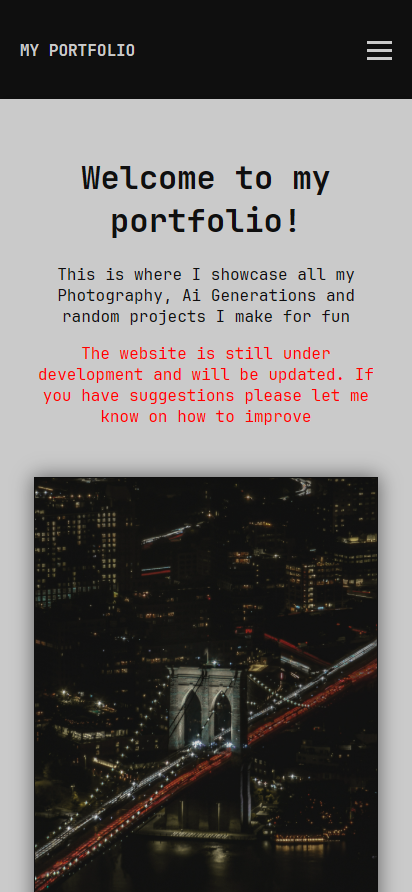 MY PORTFOLIO
Welcome to my
portfolio!
This is where I showcase all my
Photography, Ai Generations and
random projects I make for fun
The website is still under
development and will be updated. If
you have suggestions please let me
know on how to improve